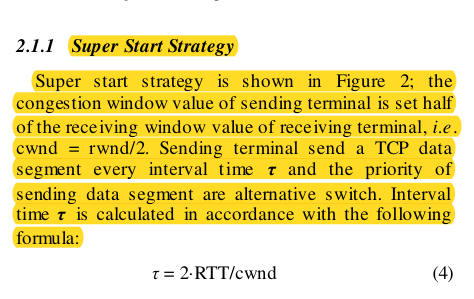 2.1.1 Super Start Strategy
Super start strategy is shown in Figure 2; the
congestion window value of sending terminal is set half
of the receiving window value of receiving terminal, i.e.
cwnd = rwnd/2. Sending terminal send a TCP data
segment every interval time τ and the priority of
sending data segment are alternative switch. Interval
time τ is calculated in accordance with the following
formula:
τ = 2·RTT/cwnd (4)